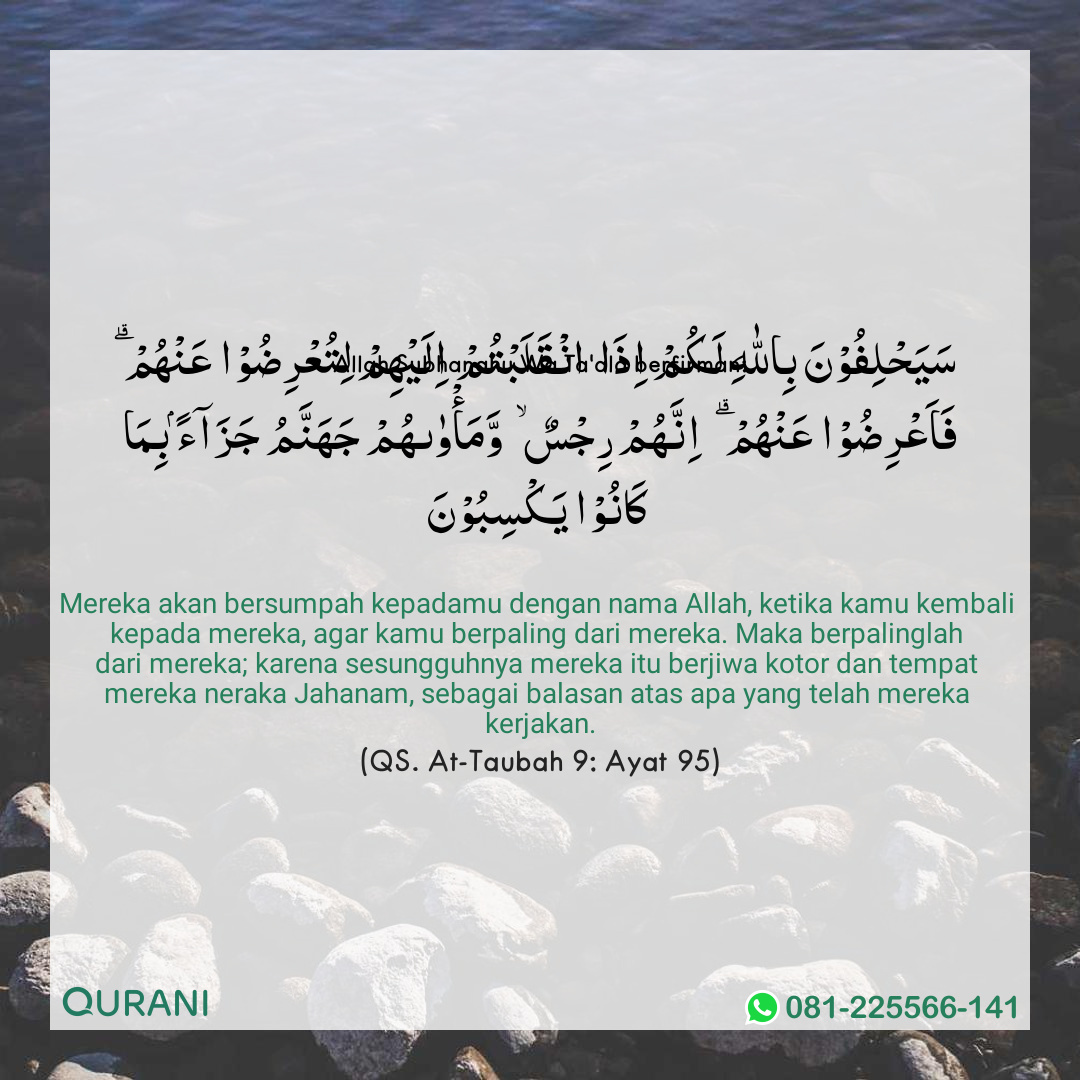 سَيَحْلِفُوْنَ بِاللّٰهِ لَكُمْ اِذَا انْقَلَبْتُمْ اِلَيْهِمْ لِتُعْرِضُوْا عَنْهُمْ ۗ
Allah Subhanahu Wa Ta'ala berfirman:
فَاَعْرِضُوْا عَنْهُمْ ۗ اِنَّهُمْ رِجْسٌ ۙ وَّمَأْوٰىهُمْ جَهَنَّمُ جَزَآءًۢ بِمَا
كَانُوْا يَكْسِبُوْنَ
Mereka akan bersumpah kepadamu dengan nama Allah, ketika kamu kembali
kepada mereka, agar kamu berpaling dari mereka. Maka berpalinglah
dari mereka; karena sesungguhnya mereka itu berjiwa kotor dan tempat
mereka neraka Jahanam, sebagai balasan atas apa yang telah mereka
kerjakan.
(QS. At-Taubah 9: Ayat 95)
QURANI
081-225566-141